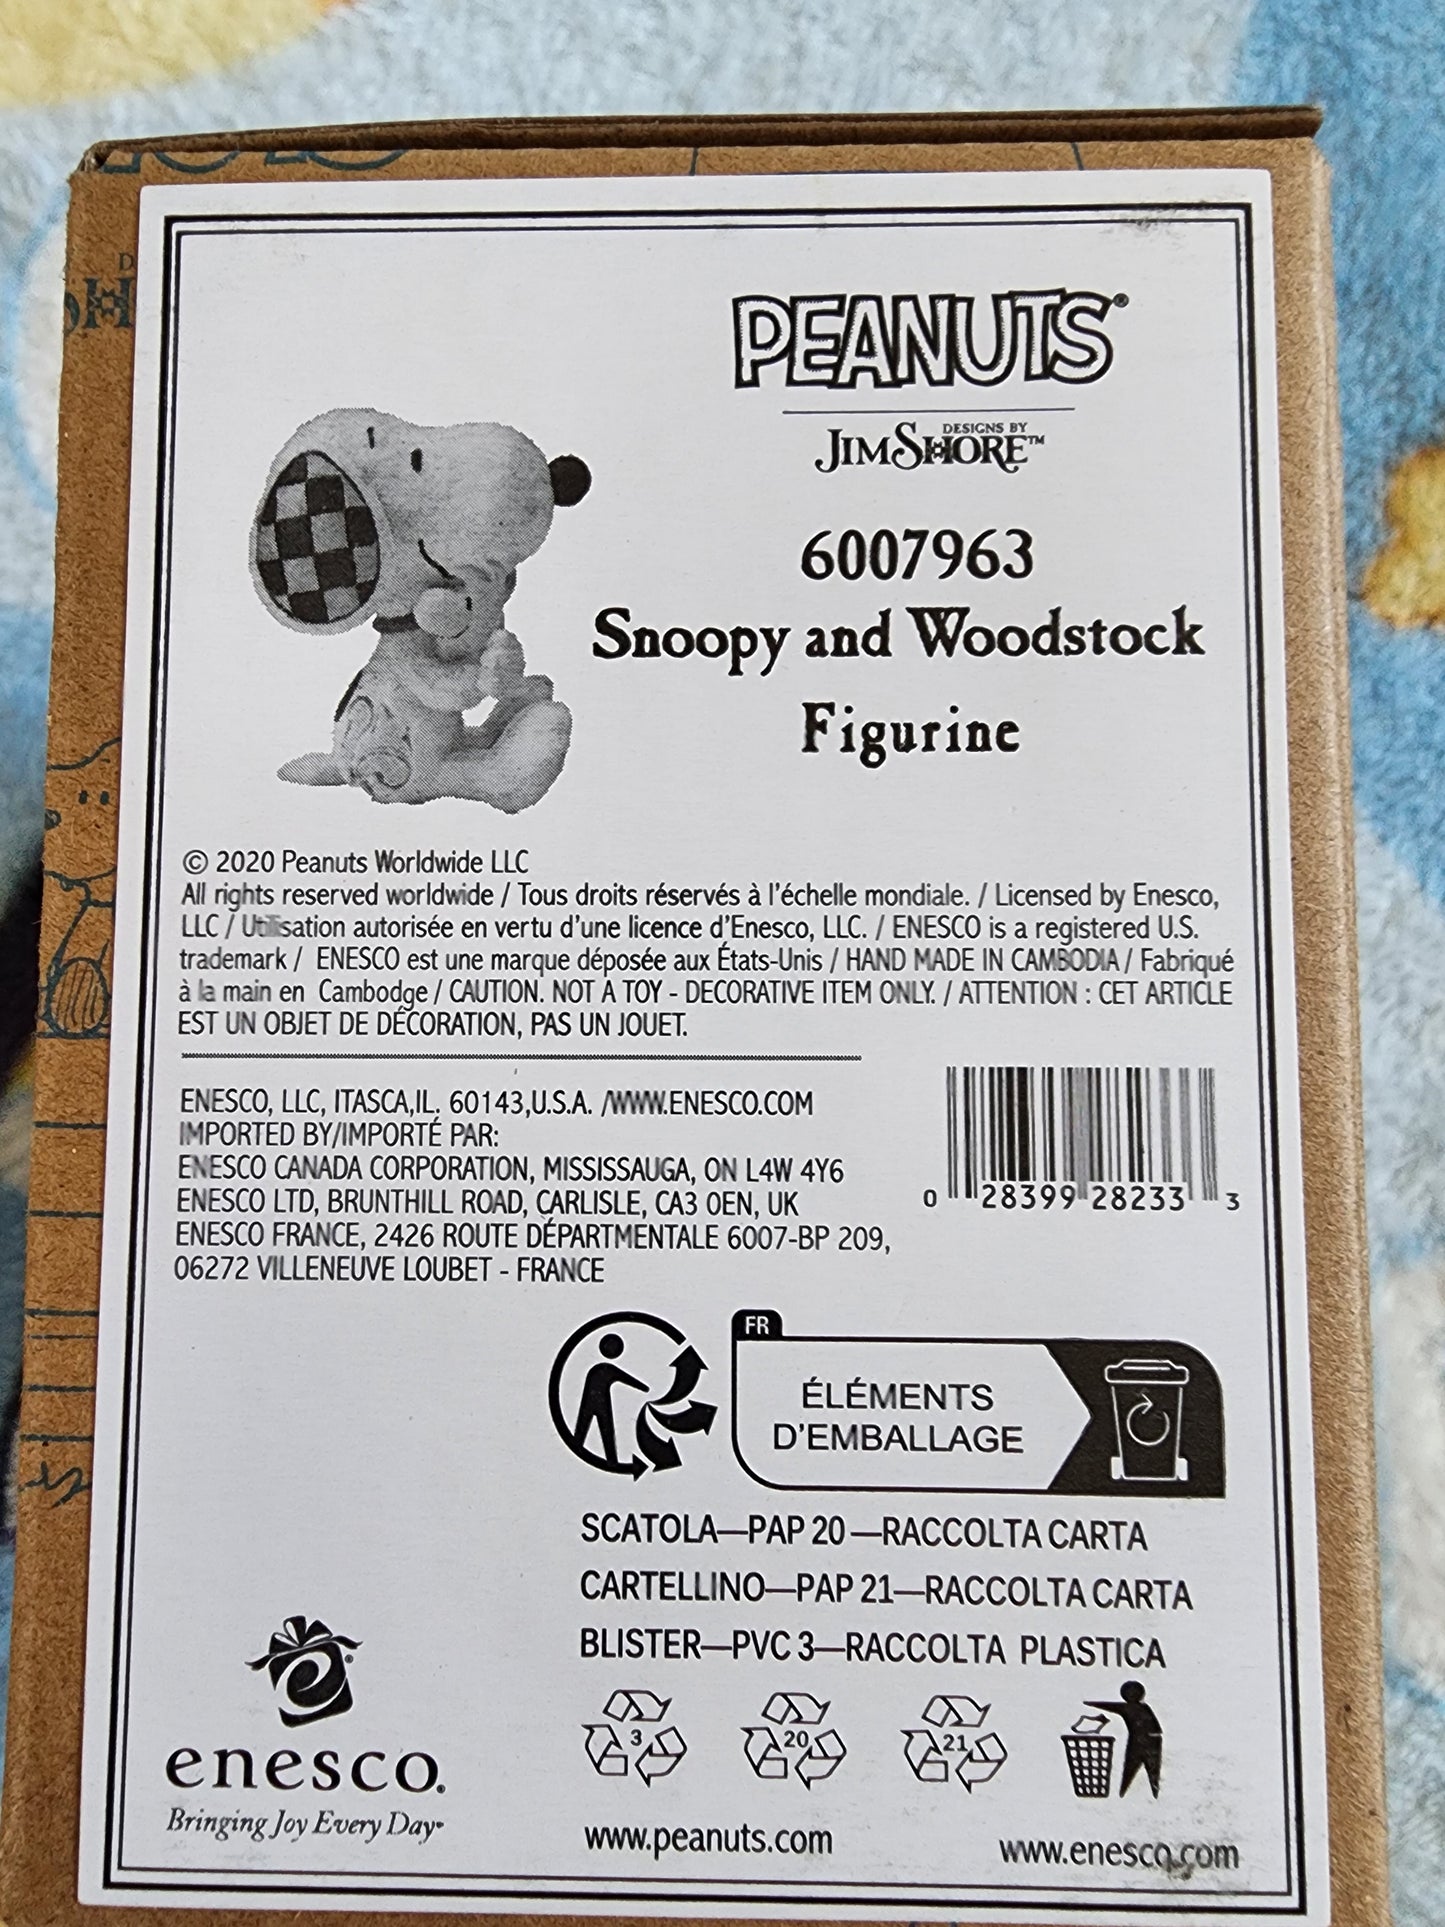 PEANUTS®
DESIGNS BY
JIM SHORE™
6007963
Snoopy and Woodstock
Figurine
© 2020 Peanuts Worldwide LLC
All rights reserved worldwide / Tous droits réservés à l'échelle mondiale. / Licensed by Enesco,
LLC / Utilisation autorisée en vertu d'une licence d'Enesco, LLC. / ENESCO is a registered U.S.
trademark / ENESCO est une marque déposée aux États-Unis / HAND MADE IN CAMBODIA / Fabriqué
à la main en Cambodge / CAUTION. NOT A TOY - DECORATIVE ITEM ONLY. / ATTENTION : CET ARTICLE
EST UN OBJET DE DÉCORATION, PAS UN JOUET.
ENESCO, LLC, ITASCA,IL. 60143,U.S.A. /WWW.ENESCO.COM
IMPORTED BY/IMPORTÉ PAR:
ENESCO CANADA CORPORATION, MISSISSAUGA, ON L4W 4Y6
ENESCO LTD, BRUNTHILL ROAD, CARLISLE, CA3 0EN, UK
ENESCO FRANCE, 2426 ROUTE DÉPARTMENTALE 6007-BP 209,
06272 VILLENEUVE LOUBET - FRANCE
0 28399 28233 3
FR
ÉLÉMENTS
D'EMBALLAGE
SCATOLA—PAP 20—RACCOLTA CARTA
CARTELLINO—PAP 21—RACCOLTA CARTA
BLISTER—PVC 3—RACCOLTA PLASTICA
3 20 21
enesco.
Bringing Joy Every Day
www.peanuts.com
www.enesco.com